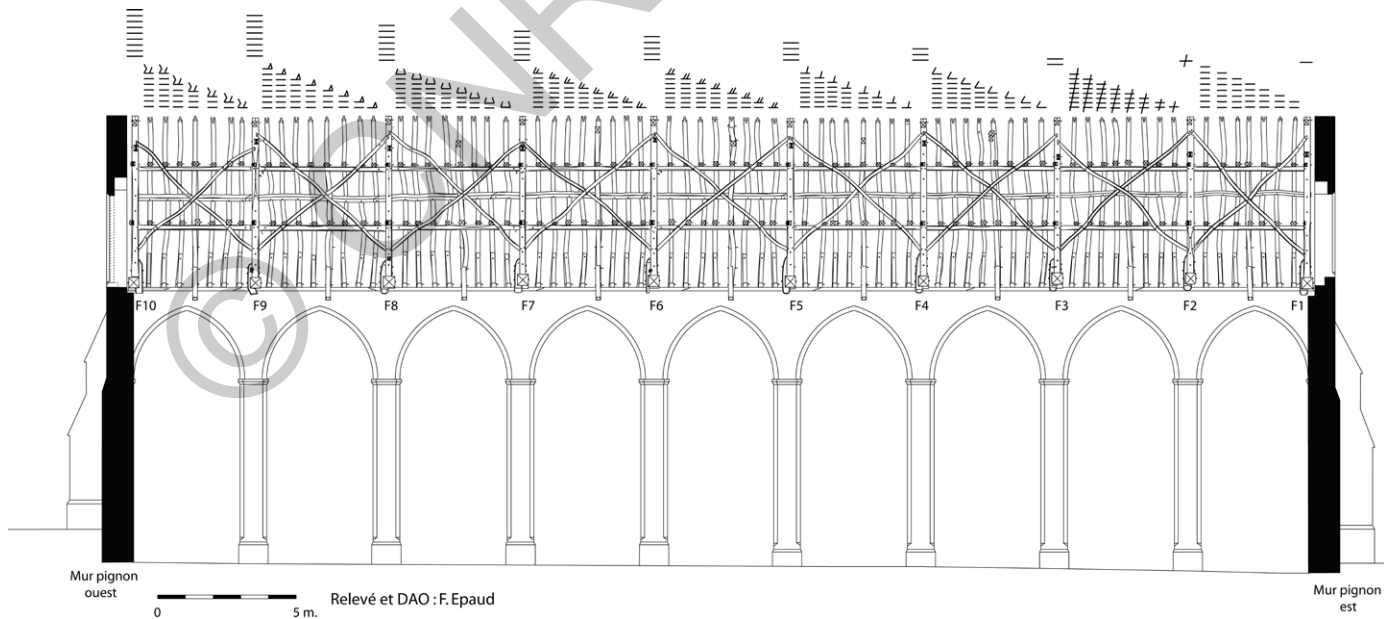 © CNR
F10 F9 F8 F7 F6 F5 F4 F3 F2 F1
Mur pignon
ouest
0 5 m.
Relevé et DAO : F. Epaud
Mur pignon
est